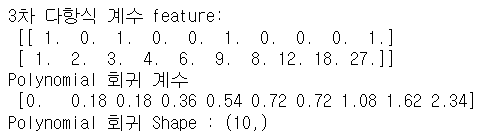 3차 다항식 계수 feature:
[[ 1. 0. 1. 0. 0. 1. 0. 0. 0. 1.]
[ 1. 2. 3. 4. 6. 9. 8. 12. 18. 27.]]
Polynomial 회귀 계수
[0. 0.18 0.18 0.36 0.54 0.72 0.72 1.08 1.62 2.34]
Polynomial 회귀 Shape : (10,)